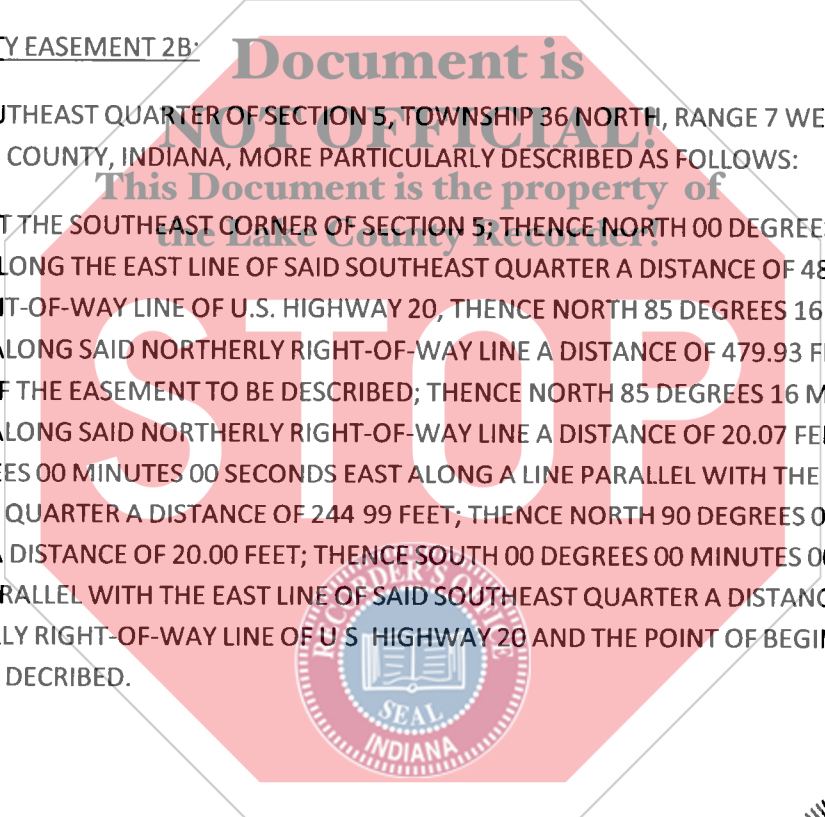 TY EASEMENT 2B:
Document is
UTHEAST QUARTER OF SECTION 5, TOWNSHIP 36 NORTH, RANGE 7 WE
NOT OFFICIAL!
COUNTY, INDIANA, MORE PARTICULARLY DESCRIBED AS FOLLOWS:
This Document is the property of
T THE SOUTHEAST CORNER OF SECTION 5; THENCE NORTH 00 DEGREE
the Lake County Recorder!
LONG THE EAST LINE OF SAID SOUTHEAST QUARTER A DISTANCE OF 48
HT-OF-WAY LINE OF U.S. HIGHWAY 20, THENCE NORTH 85 DEGREES 16
ALONG SAID NORTHERLY RIGHT-OF-WAY LINE A DISTANCE OF 479.93 F
F THE EASEMENT TO BE DESCRIBED; THENCE NORTH 85 DEGREES 16 M
ALONG SAID NORTHERLY RIGHT-OF-WAY LINE A DISTANCE OF 20.07 FEE
EES 00 MINUTES 00 SECONDS EAST ALONG A LINE PARALLEL WITH THE
QUARTER A DISTANCE OF 244 99 FEET; THENCE NORTH 90 DEGREES 0
A DISTANCE OF 20.00 FEET; THENCE SOUTH 00 DEGREES 00 MINUTES 00
RALLEL WITH THE EAST LINE OF SAID SOUTHEAST QUARTER A DISTANC
LY RIGHT-OF-WAY LINE OF U S HIGHWAY 20 AND THE POINT OF BEGIN
DECRIBED.
STOP
RECORDER'S OFFICE
SEAL
INDIANA